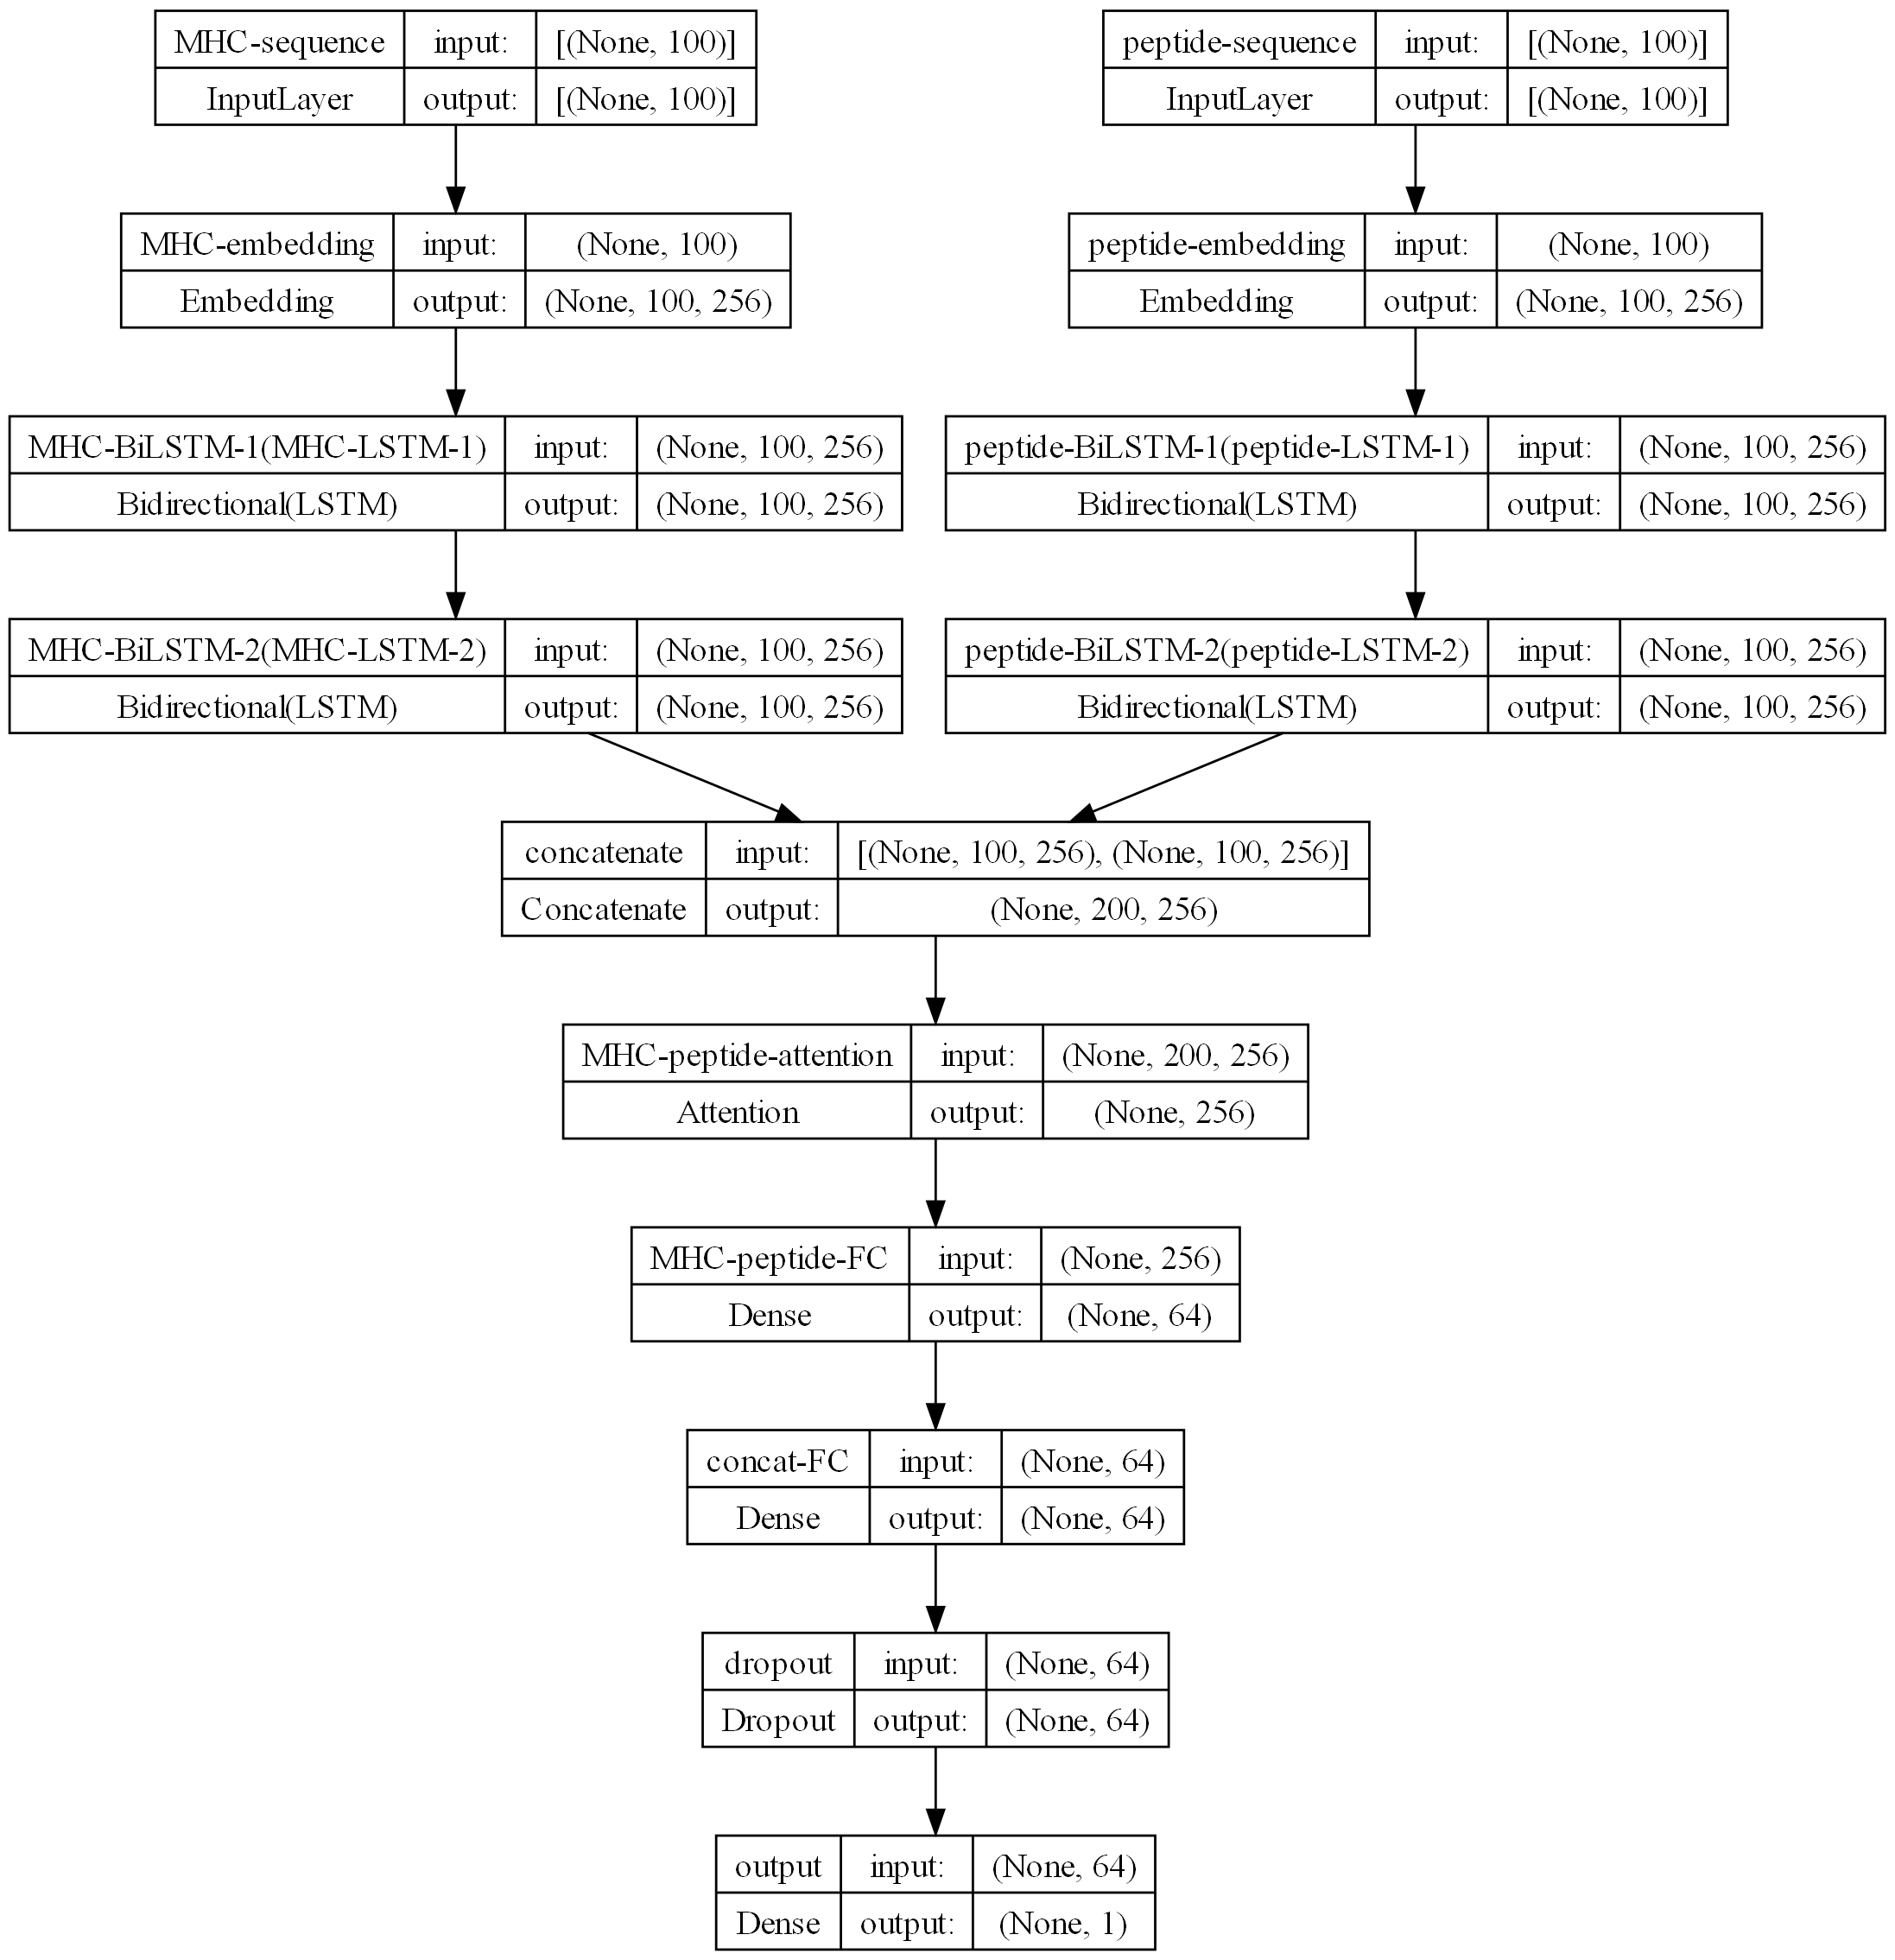 MHC-sequence input: [(None, 100)]
InputLayer output: [(None, 100)]
peptide-sequence input: [(None, 100)]
InputLayer output: [(None, 100)]
MHC-embedding input: (None, 100)
Embedding output: (None, 100, 256)
peptide-embedding input: (None, 100)
Embedding output: (None, 100, 256)
MHC-BiLSTM-1(MHC-LSTM-1) input: (None, 100, 256)
Bidirectional(LSTM) output: (None, 100, 256)
peptide-BiLSTM-1(peptide-LSTM-1) input: (None, 100, 256)
Bidirectional(LSTM) output: (None, 100, 256)
MHC-BiLSTM-2(MHC-LSTM-2) input: (None, 100, 256)
Bidirectional(LSTM) output: (None, 100, 256)
peptide-BiLSTM-2(peptide-LSTM-2) input: (None, 100, 256)
Bidirectional(LSTM) output: (None, 100, 256)
concatenate input: [(None, 100, 256), (None, 100, 256)]
Concatenate output: (None, 200, 256)
MHC-peptide-attention input: (None, 200, 256)
Attention output: (None, 256)
MHC-peptide-FC input: (None, 256)
Dense output: (None, 64)
concat-FC input: (None, 64)
Dense output: (None, 64)
dropout input: (None, 64)
Dropout output: (None, 64)
output input: (None, 64)
Dense output: (None, 1)